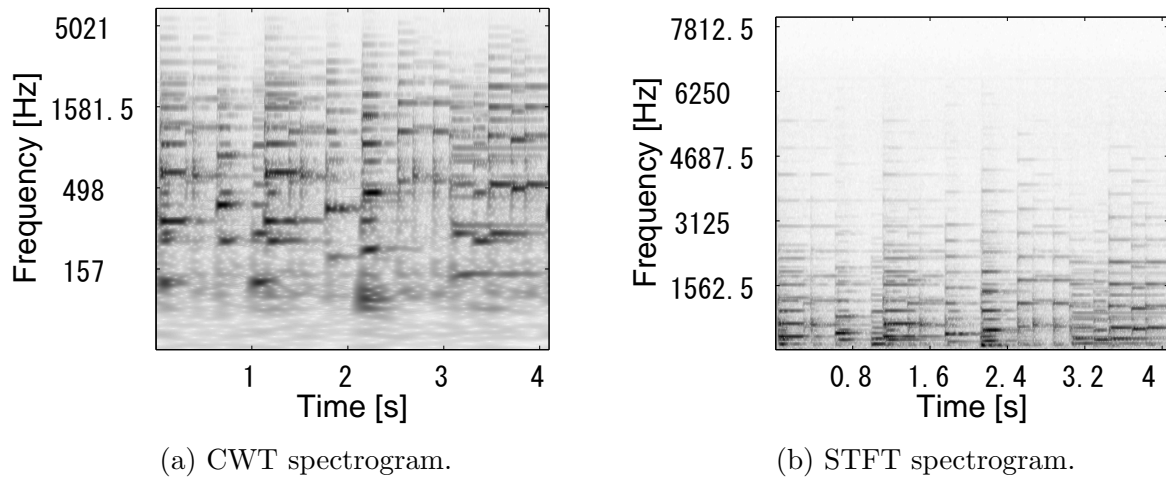 5021
1581.5
498
157
Frequency [Hz]
1 2 3 4
Time [s]
(a) CWT spectrogram.
7812.5
6250
4687.5
3125
1562.5
Frequency [Hz]
0.8 1.6 2.4 3.2 4
Time [s]
(b) STFT spectrogram.